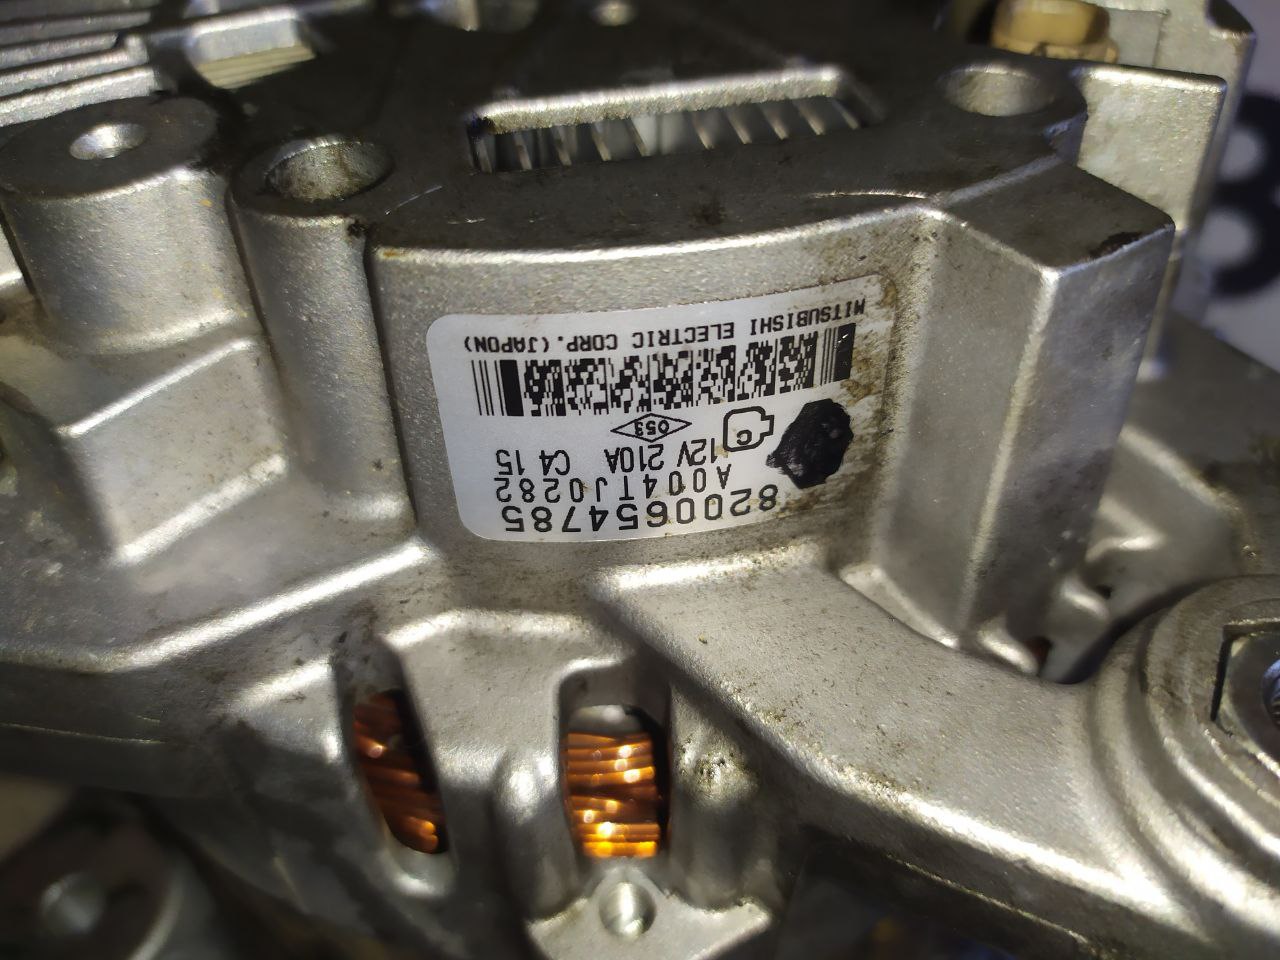 8200654785
A004TJ0282
12V 210A C4 15
C
053
MITSUBISHI ELECTRIC CORP. (JAPON)